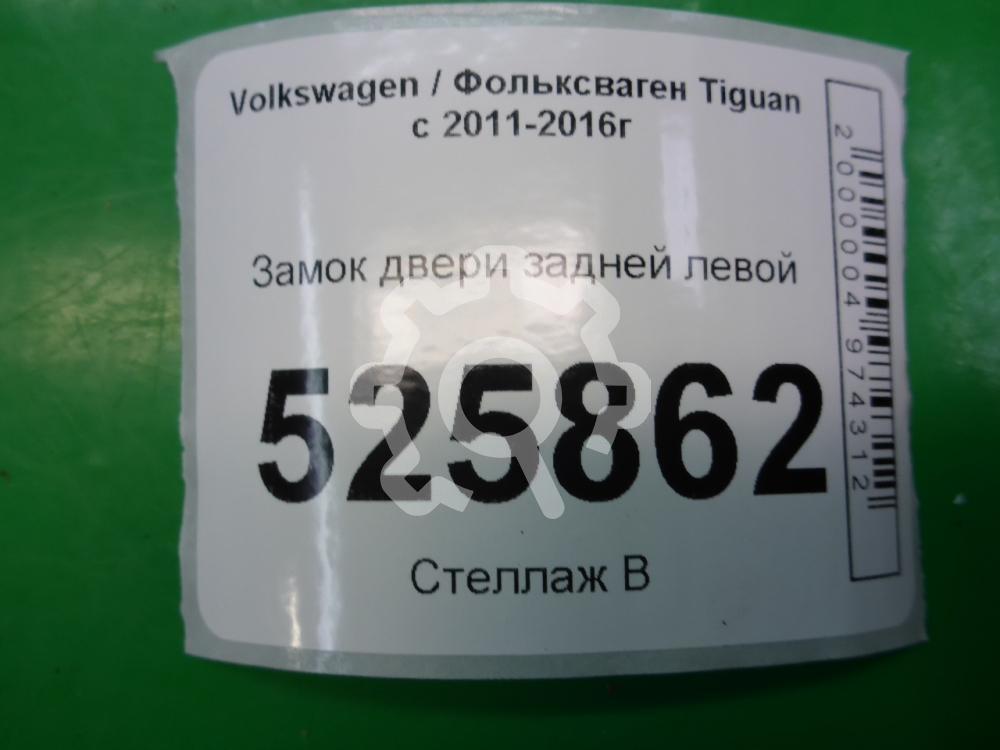 Volkswagen / Фольксваген Tiguan
с 2011-2016г
Замок двери задней левой
525862
Стеллаж В
2000004974312